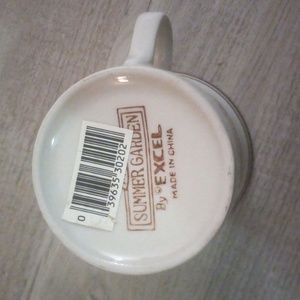 SUMMER GARDEN
By EXCEL
MADE IN CHINA
0 39635 30202